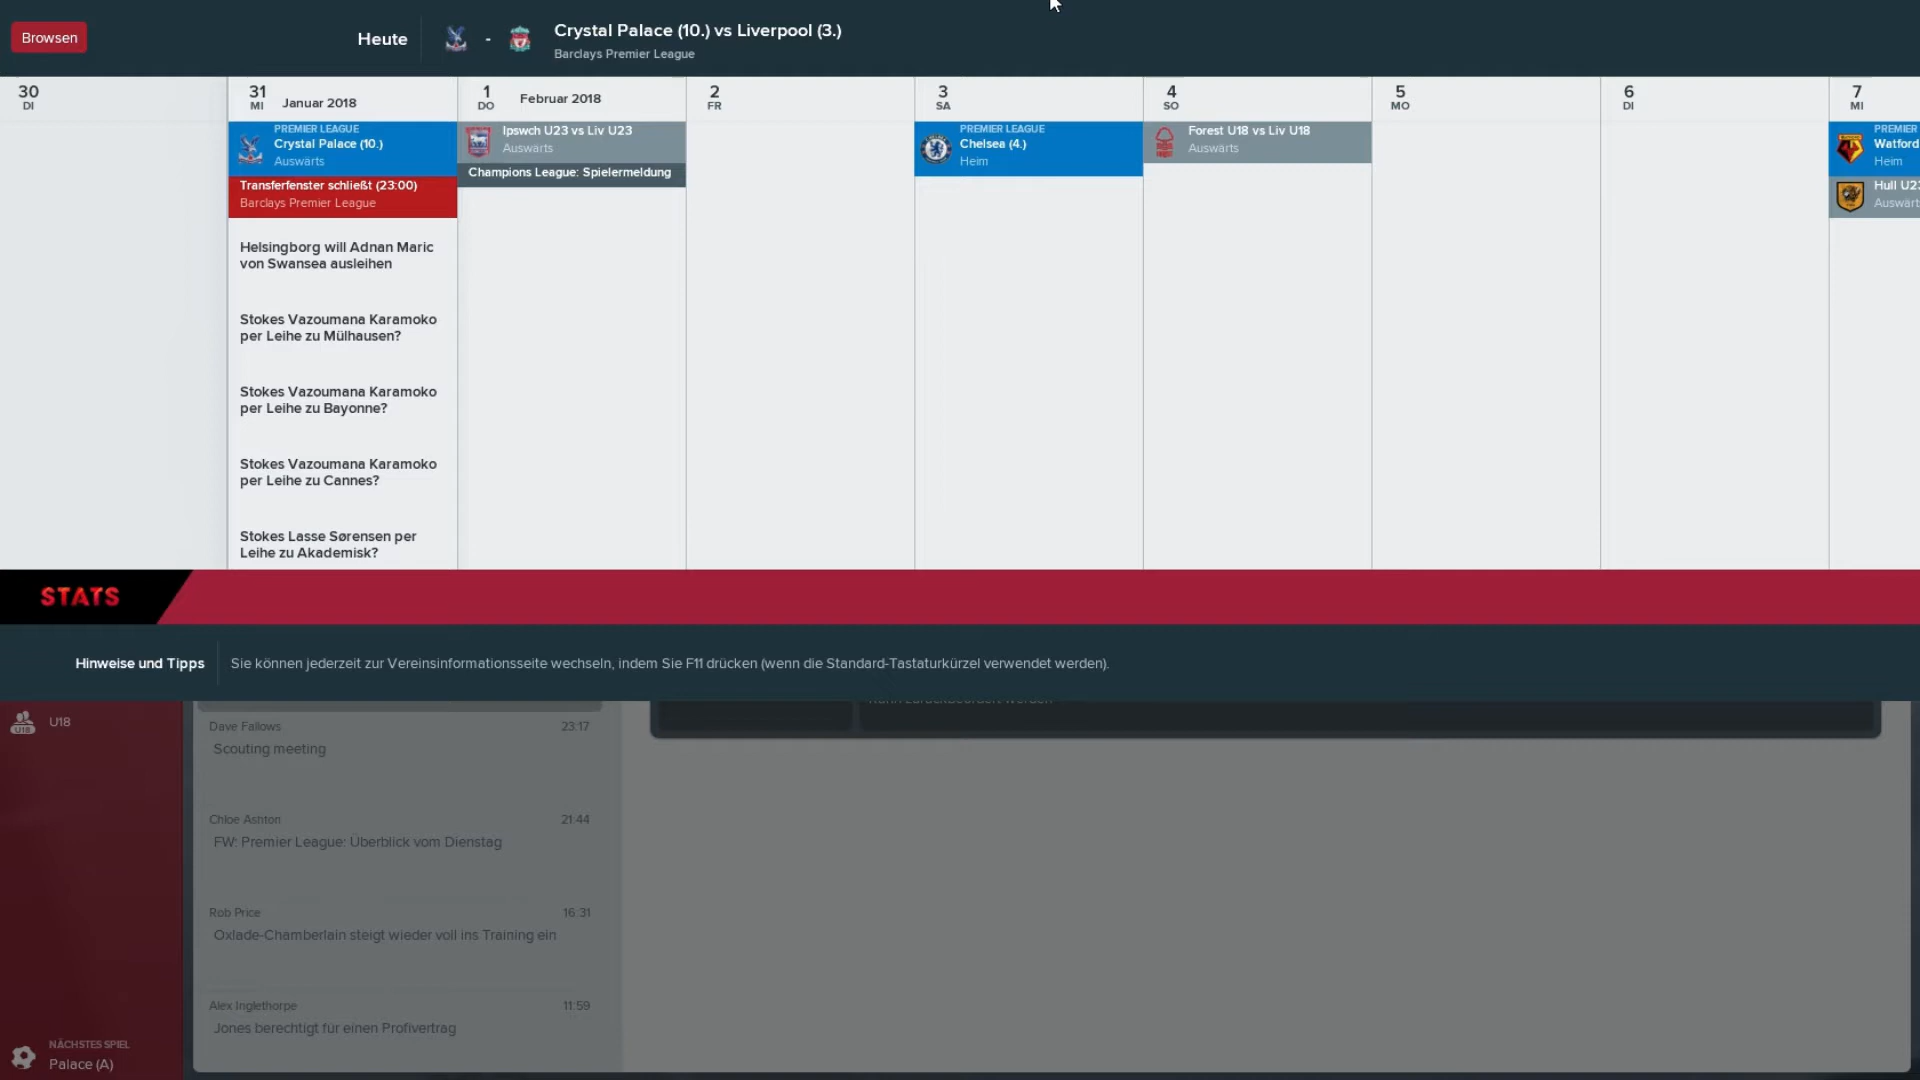 Browsen
Heute
-
Crystal Palace (10.) vs Liverpool (3.)
Barclays Premier League
30
DI
31
MI
Januar 2018
1
DO
Februar 2018
2
FR
3
SA
4
SO
5
MO
6
DI
7
MI
PREMIER LEAGUE
Crystal Palace (10.)
Auswärts
Transferfenster schließt (23:00)
Barclays Premier League
Helsingborg will Adnan Maric
von Swansea ausleihen
Stokes Vazoumana Karamoko
per Leihe zu Mülhausen?
Stokes Vazoumana Karamoko
per Leihe zu Bayonne?
Stokes Vazoumana Karamoko
per Leihe zu Cannes?
Stokes Lasse Sørensen per
Leihe zu Akademisk?
Ipswch U23 vs Liv U23
Auswärts
Champions League: Spielermeldung
PREMIER LEAGUE
Chelsea (4.)
Heim
Forest U18 vs Liv U18
Auswärts
PREMIER
Watford
Heim
Hull U23
Auswärt
STATS
Hinweise und Tipps
Sie können jederzeit zur Vereinsinformationsseite wechseln, indem Sie F11 drücken (wenn die Standard-Tastaturkürzel verwendet werden).
U18
U18
Dave Fallows 23:17
Scouting meeting
Chloe Ashton 21:44
FW: Premier League: Überblick vom Dienstag
Rob Price 16:31
Oxlade-Chamberlain steigt wieder voll ins Training ein
Alex Inglethorpe 11:59
Jones berechtigt für einen Profivertrag
NÄCHSTES SPIEL
Palace (A)